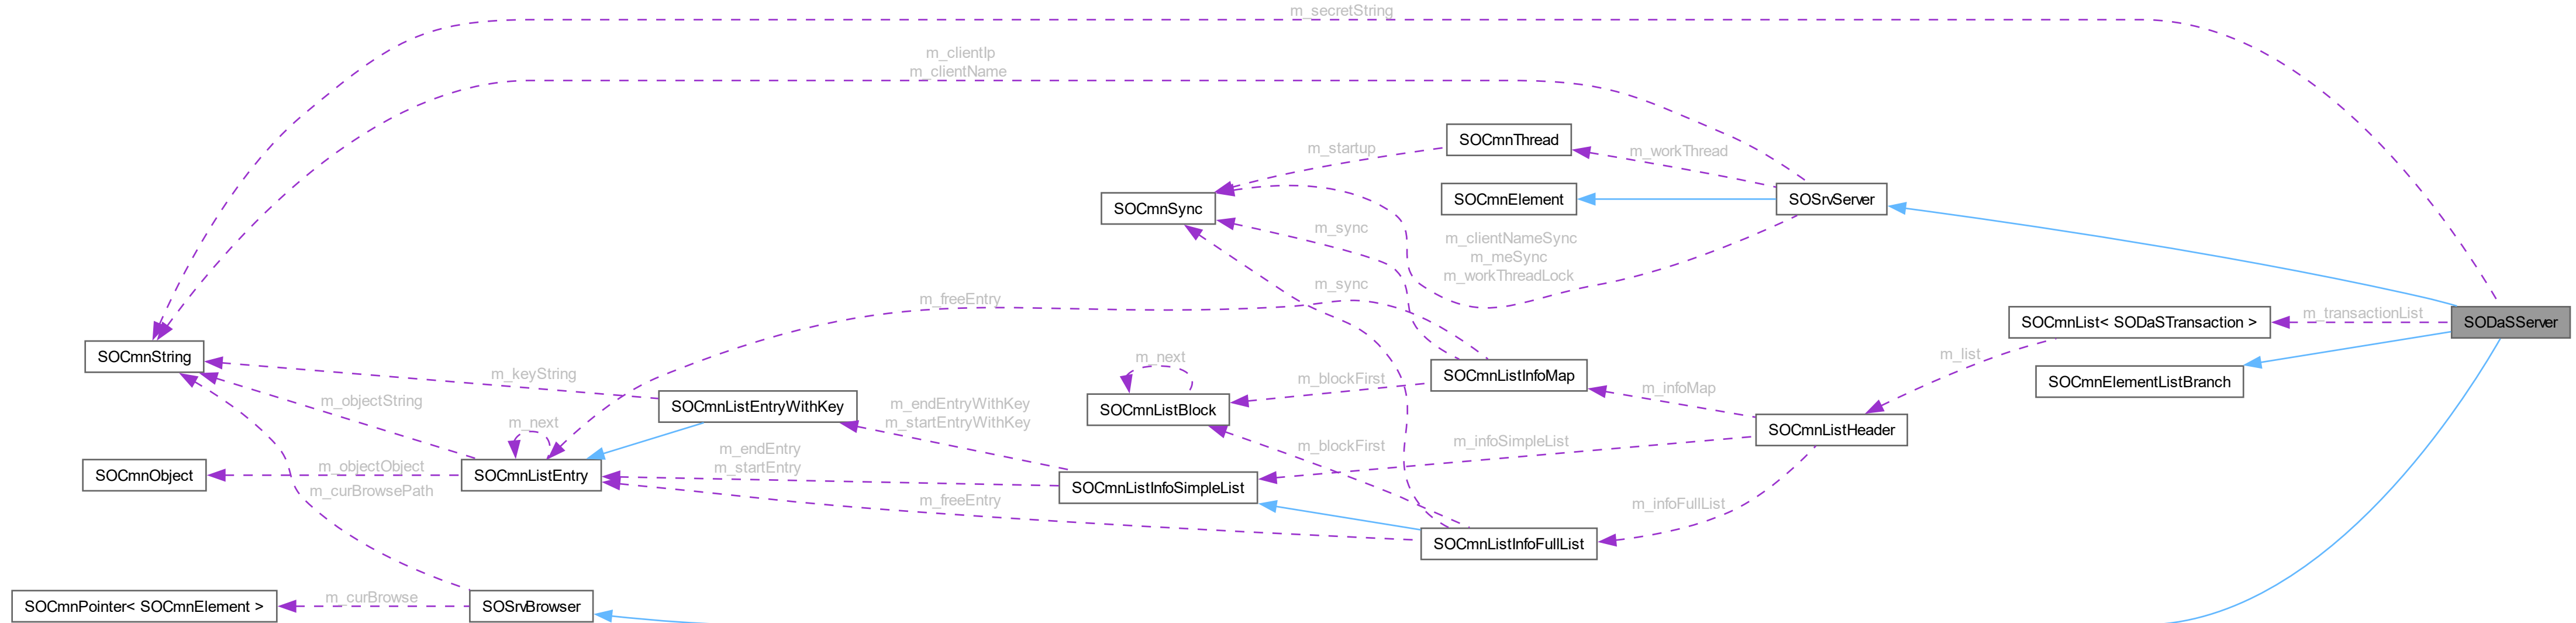 m_secretString
m_clientIp
m_clientName
SOCmnThread
m_startup
m_workThread
SOCmnElement
SOSrvServer
SOCmnSync
m_sync
m_clientNameSync
m_meSync
m_workThreadLock
m_sync
m_freeEntry
SOCmnList< SODaSTransaction >
m_transactionList
SODaSServer
SOCmnString
m_next
m_list
m_keyString
m_blockFirst
SOCmnListInfoMap
m_infoMap
SOCmnElementListBranch
m_objectString
SOCmnListEntryWithKey
m_endEntryWithKey
m_startEntryWithKey
SOCmnListBlock
m_next
SOCmnListHeader
m_blockFirst
m_infoSimpleList
m_endEntry
m_startEntry
SOCmnObject
m_objectObject
SOCmnListEntry
SOCmnListInfoSimpleList
m_curBrowsePath
m_freeEntry
m_infoFullList
SOCmnListInfoFullList
SOCmnPointer< SOCmnElement >
m_curBrowse
SOSrvBrowser